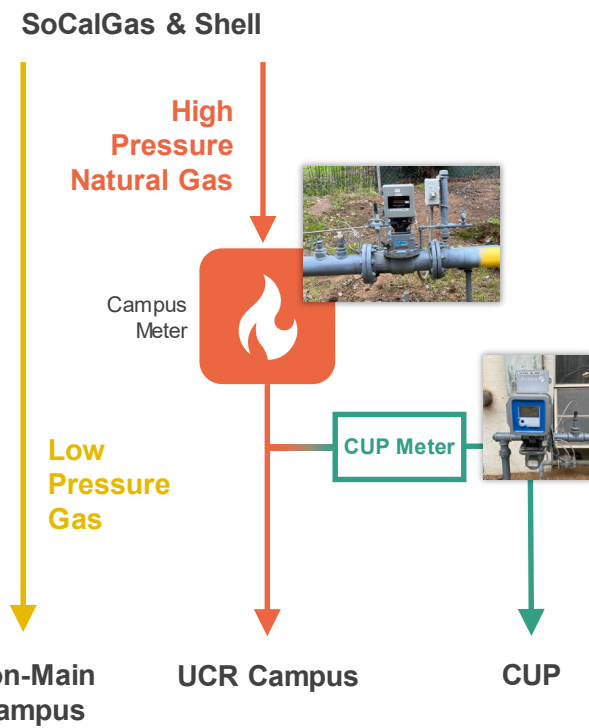 SoCalGas & Shell
High
Pressure
Natural Gas
Campus
Meter
CUP Meter
Low
Pressure
Gas
on-Main
ampus
UCR Campus
CUP